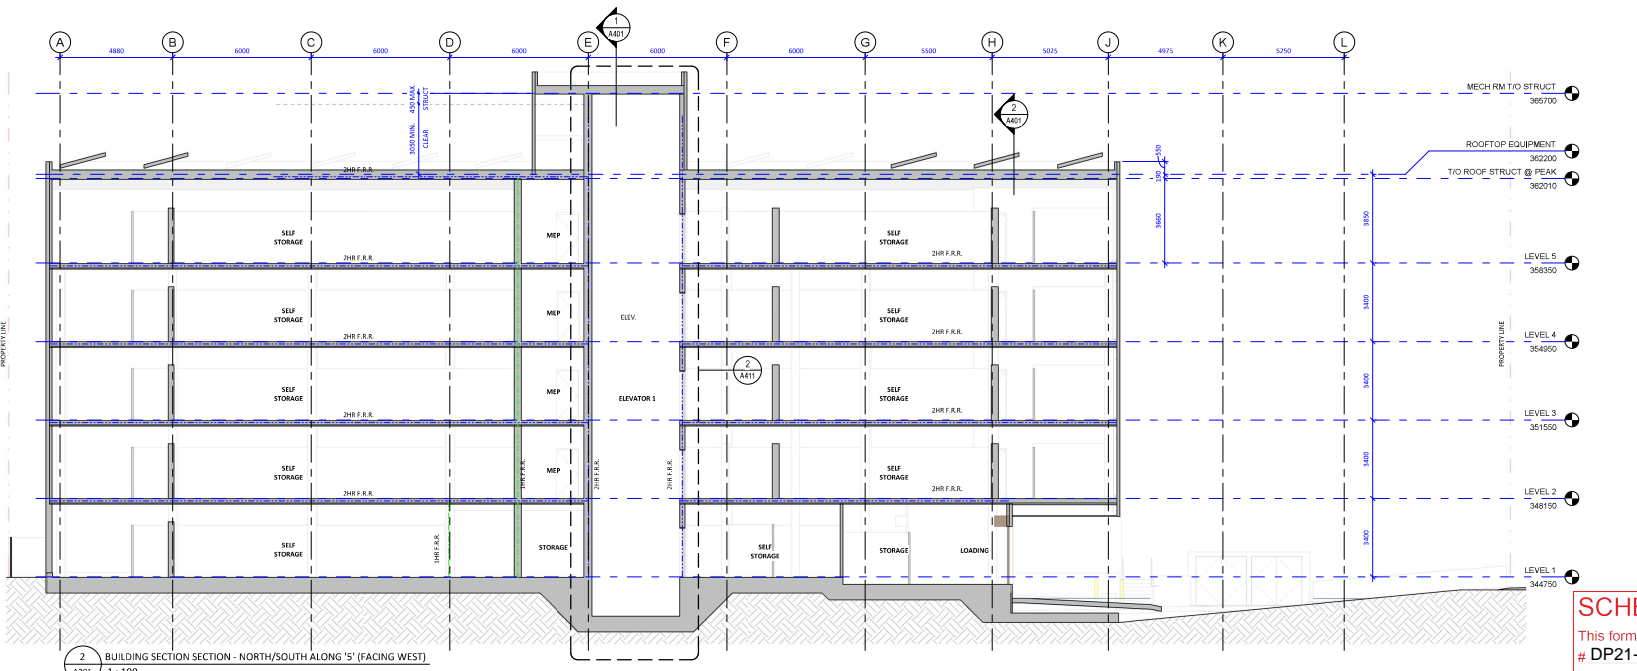 1
A401
A B C D E F G H J K L
4880 6000 6000 6000 6000 6000 5500 5025 4975 5250
MECH RM T/O STRUCT
365700
450 MAX.
STRUCT
3050 MIN.
CLEAR
2
A401
ROOFTOP EQUIPMENT
362200
T/O ROOF STRUCT @ PEAK
362010
550
190
3660
3850
2HR F.R.R.
SELF
STORAGE
MEP
SELF
STORAGE
2HR F.R.R.
2HR F.R.R.
LEVEL 5
358350
SELF
STORAGE
MEP
ELEV.
SELF
STORAGE
3400
2HR F.R.R.
2HR F.R.R.
LEVEL 4
354950
PROPERTY LINE
PROPERTY LINE
2
A411
SELF
STORAGE
MEP
ELEVATOR 1
SELF
STORAGE
3400
2HR F.R.R.
2HR F.R.R.
LEVEL 3
351550
SELF
STORAGE
MEP
1HR F.R.R.
2HR F.R.R.
2HR F.R.R.
SELF
STORAGE
3400
2HR F.R.R.
2HR F.R.R.
LEVEL 2
348150
SELF
STORAGE
1HR F.R.R.
STORAGE
SELF
STORAGE
STORAGE
LOADING
3400
LEVEL 1
344750
SCHE
This form
# DP21-
2
BUILDING SECTION SECTION - NORTH/SOUTH ALONG '5' (FACING WEST)